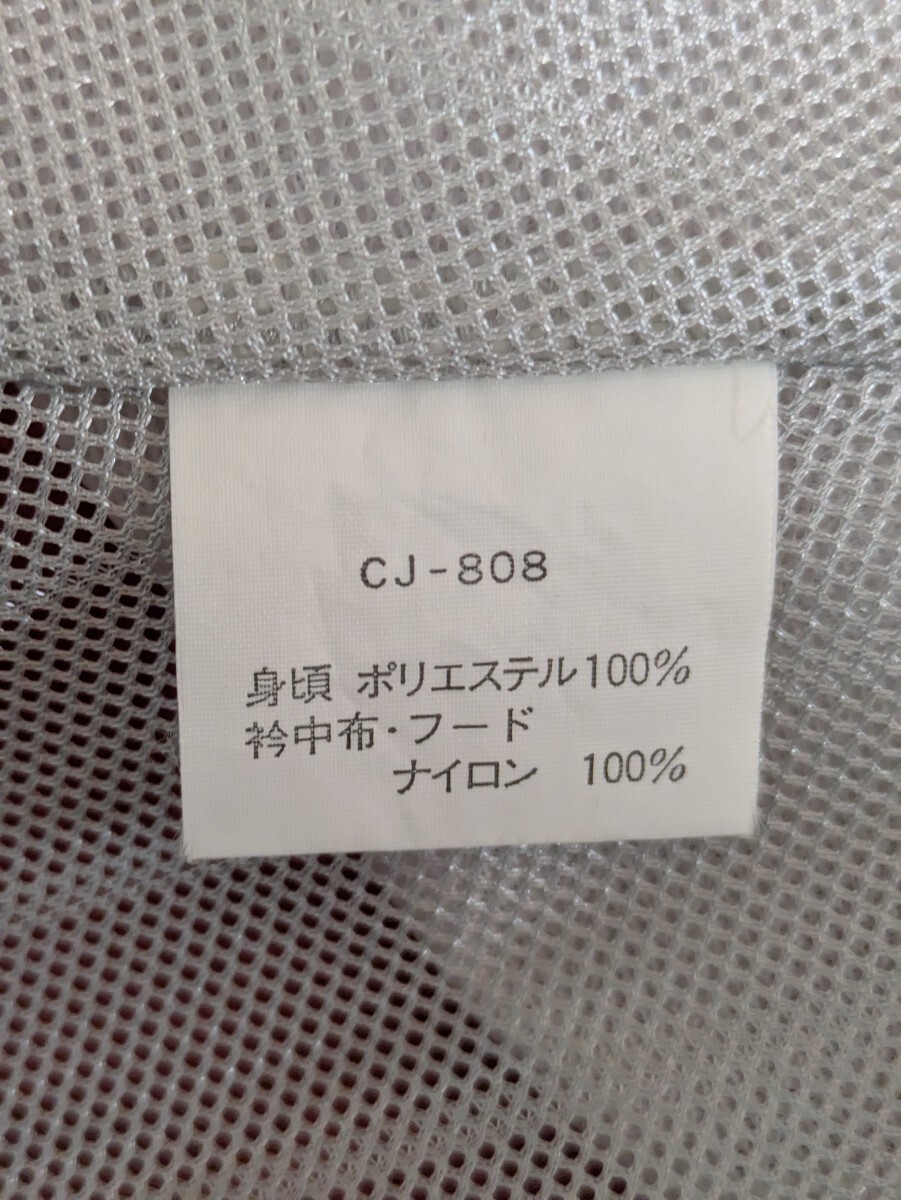 CJ-808
身頃 ポリエステル100%
衿中布・フード
ナイロン 100%